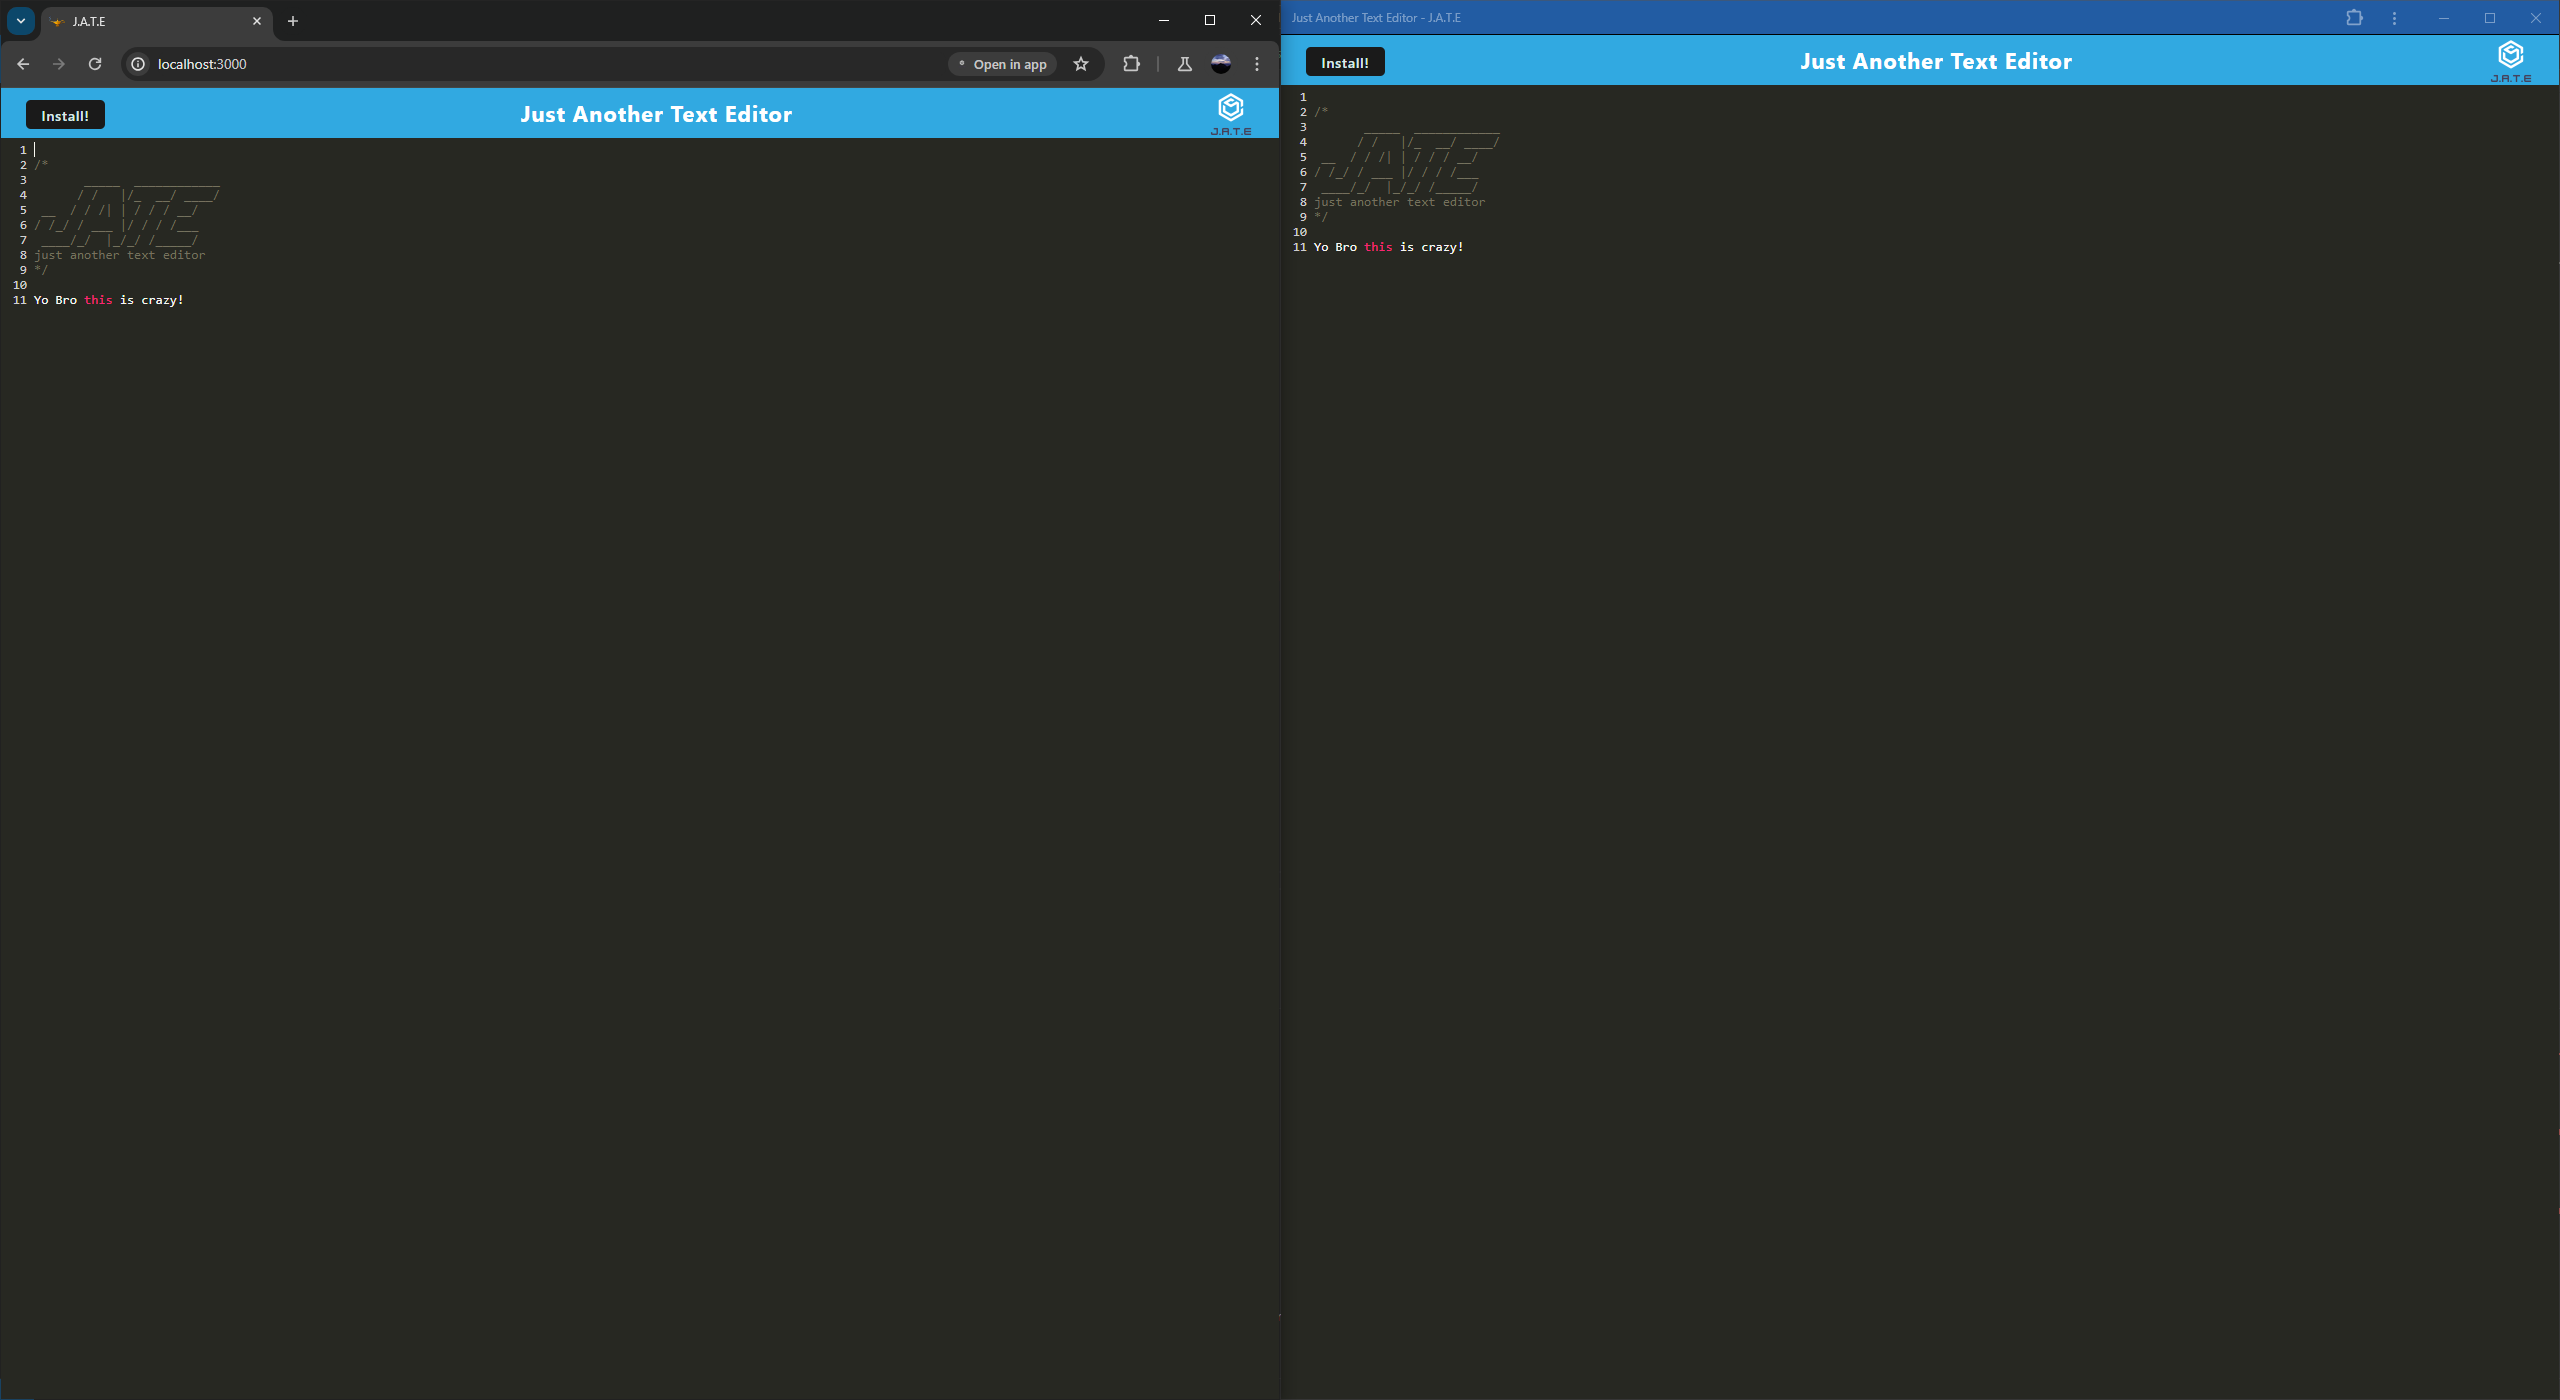 J.A.T.E
localhost:3000
Open in app
Install!
Just Another Text Editor
J.A.T.E
1
2 /*
3        _____  ____________
4       / /   |/_  __/ ____/
5  __  / / /| | / / / __/
6 / /_/ / ___ |/ / / /___
7  ____/_/  |_/_/ /_____/
8 just another text editor
9 */
10
11 Yo Bro this is crazy!
Just Another Text Editor - J.A.T.E
Install!
Just Another Text Editor
J.A.T.E
1
2 /*
3        _____  ____________
4       / /   |/_  __/ ____/
5  __  / / /| | / / / __/
6 / /_/ / ___ |/ / / /___
7  ____/_/  |_/_/ /_____/
8 just another text editor
9 */
10
11 Yo Bro this is crazy!